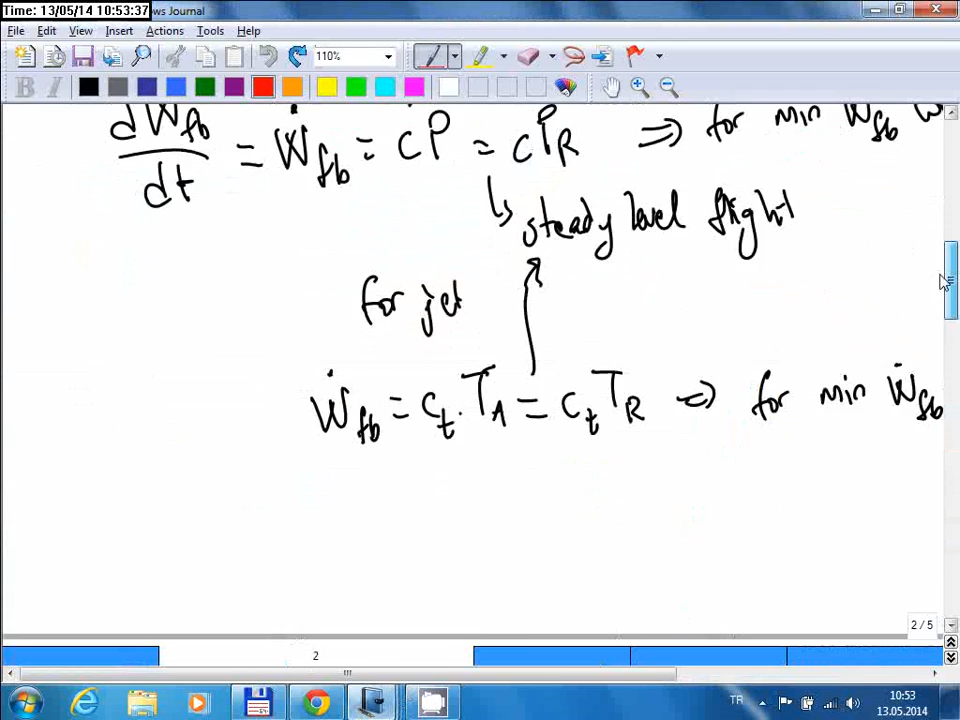 Time: 13/05/14 10:53:37 ows Journal
File Edit View Insert Actions Tools Help
110%
B I
dW_fb/dt = Ẇ_fb = cP = cP_R ⇒ for min Ẇ_fb
↳ steady level flight
for jet
Ẇ_fb = c_t . T_A = c_t T_R ⇒ for min Ẇ_fb
2 / 5
2
TR 10:53
13.05.2014